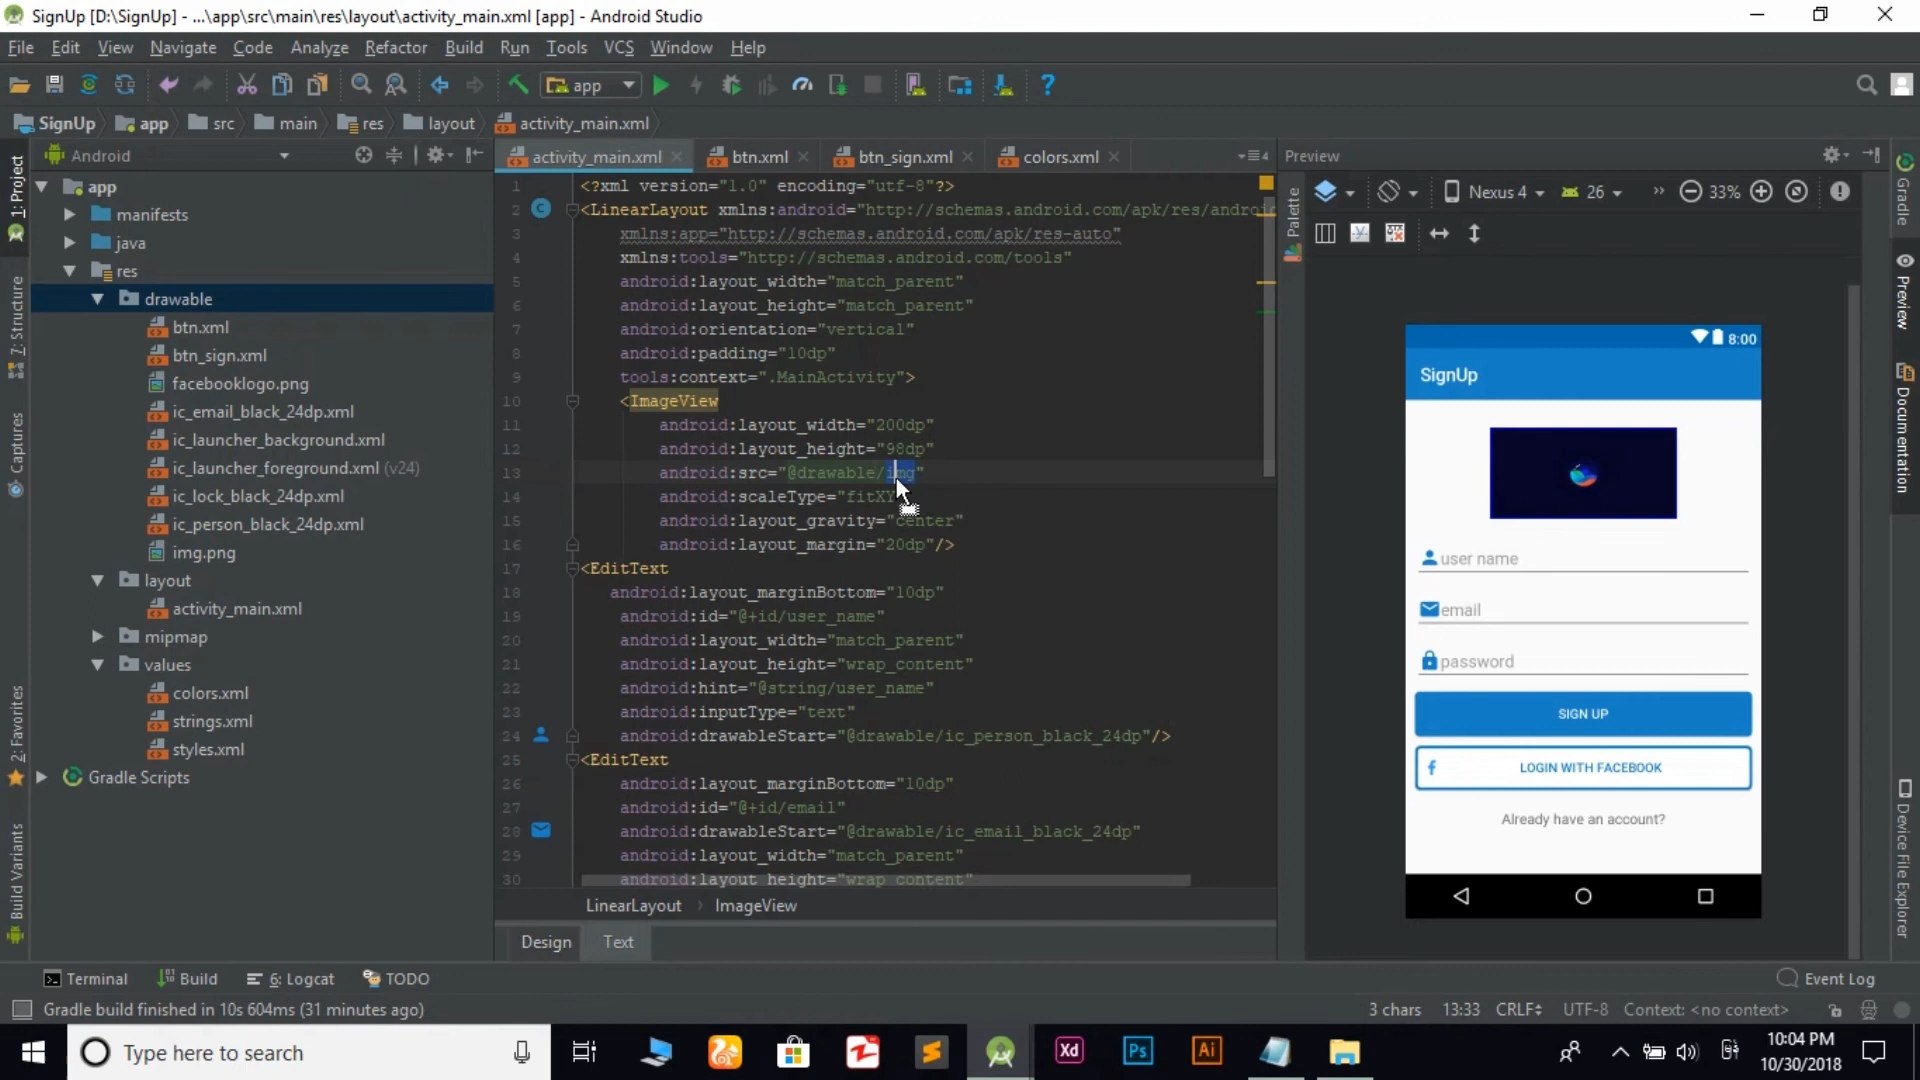 SignUp [D:\SignUp] - ...\app\src\main\res\layout\activity_main.xml [app] - Android Studio
File Edit View Navigate Code Analyze Refactor Build Run Tools VCS Window Help
app
SignUp app src main res layout activity_main.xml
1: Project
7: Structure
Captures
2: Favorites
Build Variants
Android
app
manifests
java
res
drawable
btn.xml
btn_sign.xml
facebooklogo.png
ic_email_black_24dp.xml
ic_launcher_background.xml
ic_launcher_foreground.xml (v24)
ic_lock_black_24dp.xml
ic_person_black_24dp.xml
img.png
layout
activity_main.xml
mipmap
values
colors.xml
strings.xml
styles.xml
Gradle Scripts
activity_main.xml btn.xml btn_sign.xml colors.xml 4
1 <?xml version="1.0" encoding="utf-8"?>
2 <LinearLayout xmlns:android="http://schemas.android.com/apk/res/andro
3 xmlns:app="http://schemas.android.com/apk/res-auto"
4 xmlns:tools="http://schemas.android.com/tools"
5 android:layout_width="match_parent"
6 android:layout_height="match_parent"
7 android:orientation="vertical"
8 android:padding="10dp"
9 tools:context=".MainActivity">
10 <ImageView
11 android:layout_width="200dp"
12 android:layout_height="98dp"
13 android:src="@drawable/img"
14 android:scaleType="fitXY
15 android:layout_gravity="center"
16 android:layout_margin="20dp"/>
17 <EditText
18 android:layout_marginBottom="10dp"
19 android:id="@+id/user_name"
20 android:layout_width="match_parent"
21 android:layout_height="wrap_content"
22 android:hint="@string/user_name"
23 android:inputType="text"
24 android:drawableStart="@drawable/ic_person_black_24dp"/>
25 <EditText
26 android:layout_marginBottom="10dp"
27 android:id="@+id/email"
28 android:drawableStart="@drawable/ic_email_black_24dp"
29 android:layout_width="match_parent"
30 android:layout_height="wrap_content"
LinearLayout ImageView
Design Text
Preview
Palette
Nexus 4 26 33%
8:00
SignUp
user name
email
password
SIGN UP
LOGIN WITH FACEBOOK
Already have an account?
Gradle
Preview
Documentation
Device File Explorer
Terminal Build 6: Logcat TODO Event Log
Gradle build finished in 10s 604ms (31 minutes ago) 3 chars 13:33 CRLF UTF-8 Context: <no context>
Type here to search Xd Ps Ai
10:04 PM
10/30/2018